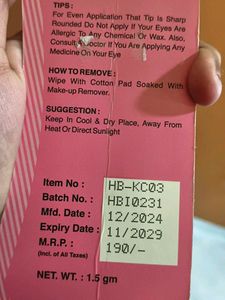 TIPS :
For Even Application That Tip Is Sharp
Rounded Do Not Apply If Your Eyes Are
Allergic To Any Chemical Or Wax. Also,
Consult A Doctor If You Are Applying Any
Medicine On Your Eye
HOW TO REMOVE :
Wipe With Cotton Pad Soaked With
Make-up Remover.
SUGGESTION :
Keep In Cool & Dry Place, Away From
Heat Or Direct Sunlight
Item No : HB-KC03
Batch No. : HBI0231
Mfd. Date : 12/2024
Expiry Date : 11/2029
M.R.P. : 190/-
(Incl. of All Taxes)
NET. WT. : 1.5 gm